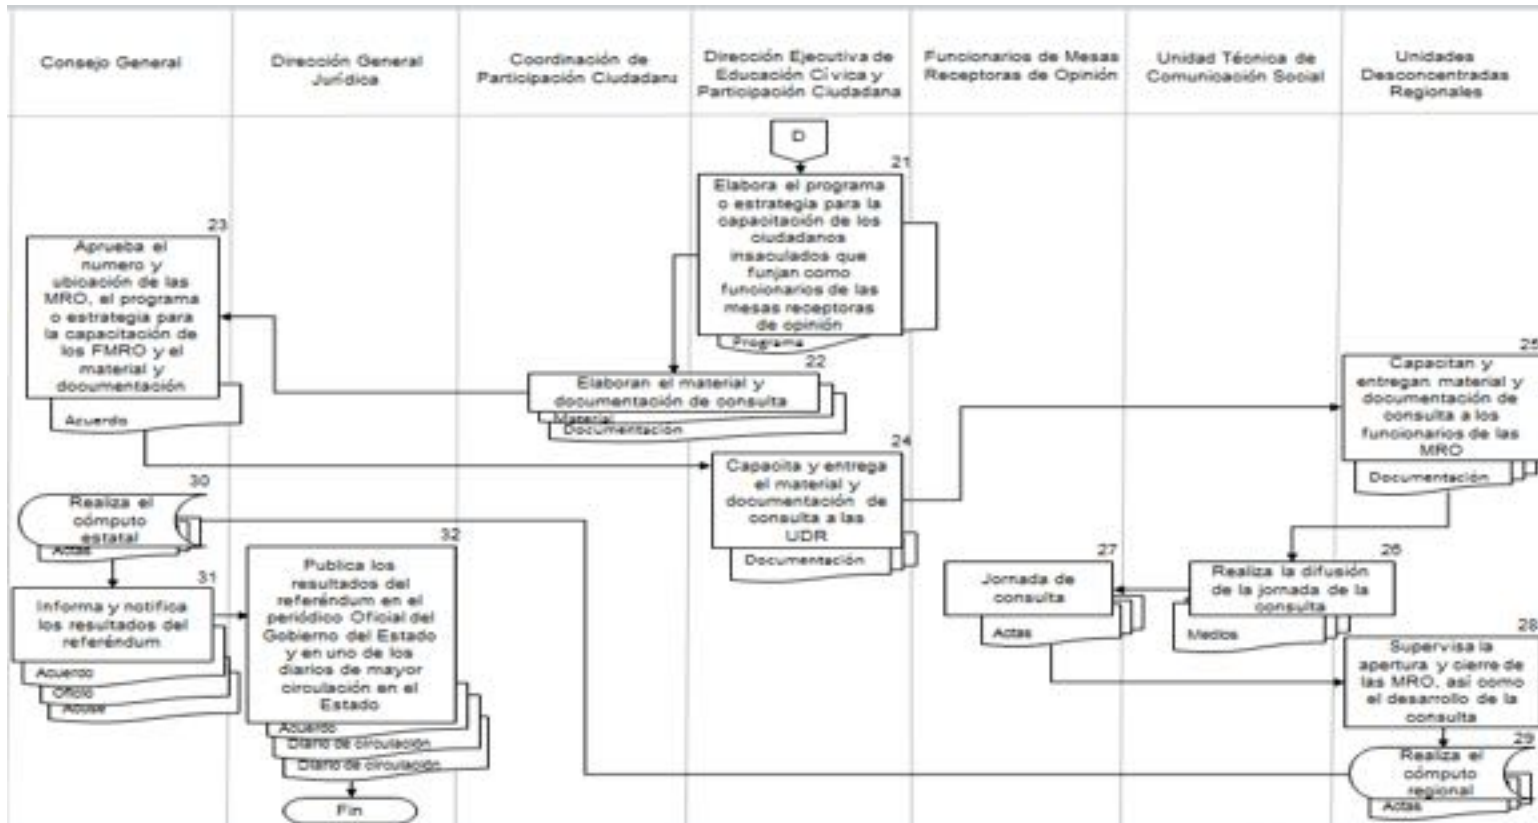 Consejo General
Dirección General
Jurídica
Coordinación de
Participación Ciudadana
Dirección Ejecutiva de
Educación Cívica y
Participación Ciudadana
Funcionarios de Mesas
Receptoras de Opinión
Unidad Técnica de
Comunicación Social
Unidades
Desconcentradas
Regionales
D
21
Elabora el programa
o estrategia para la
capacitación de los
ciudadanos
insaculados que
funjan como
funcionarios de las
mesas receptoras
de opinión
Programa
22
Elaboran el material y
documentación de consulta
Material
Documentación
23
Aprueba el
numero y
ubicación de las
MRO, el programa
o estrategia para
la capacitación de
los FMRO y el
material y
documentación
Acuerdo
24
Capacita y entrega
el material y
documentación de
consulta a las
UDR
Documentación
25
Capacitan y
entregan material y
documentación de
consulta a los
funcionarios de las
MRO
Documentación
26
Realiza la difusión
de la jornada de la
consulta
Medios
27
Jornada de
consulta
Actas
28
Supervisa la
apertura y cierre de
las MRO, así como
el desarrollo de la
consulta
29
Realiza el
cómputo
regional
Actas
30
Realiza el
cómputo
estatal
Actas
31
Informa y notifica
los resultados del
referéndum
Acuerdo
Oficio
Acuse
32
Publica los
resultados del
referéndum en el
periódico Oficial del
Gobierno del Estado
y en uno de los
diarios de mayor
circulación en el
Estado
Acuerdo
Diario de circulación
Diario de circulación
Fin